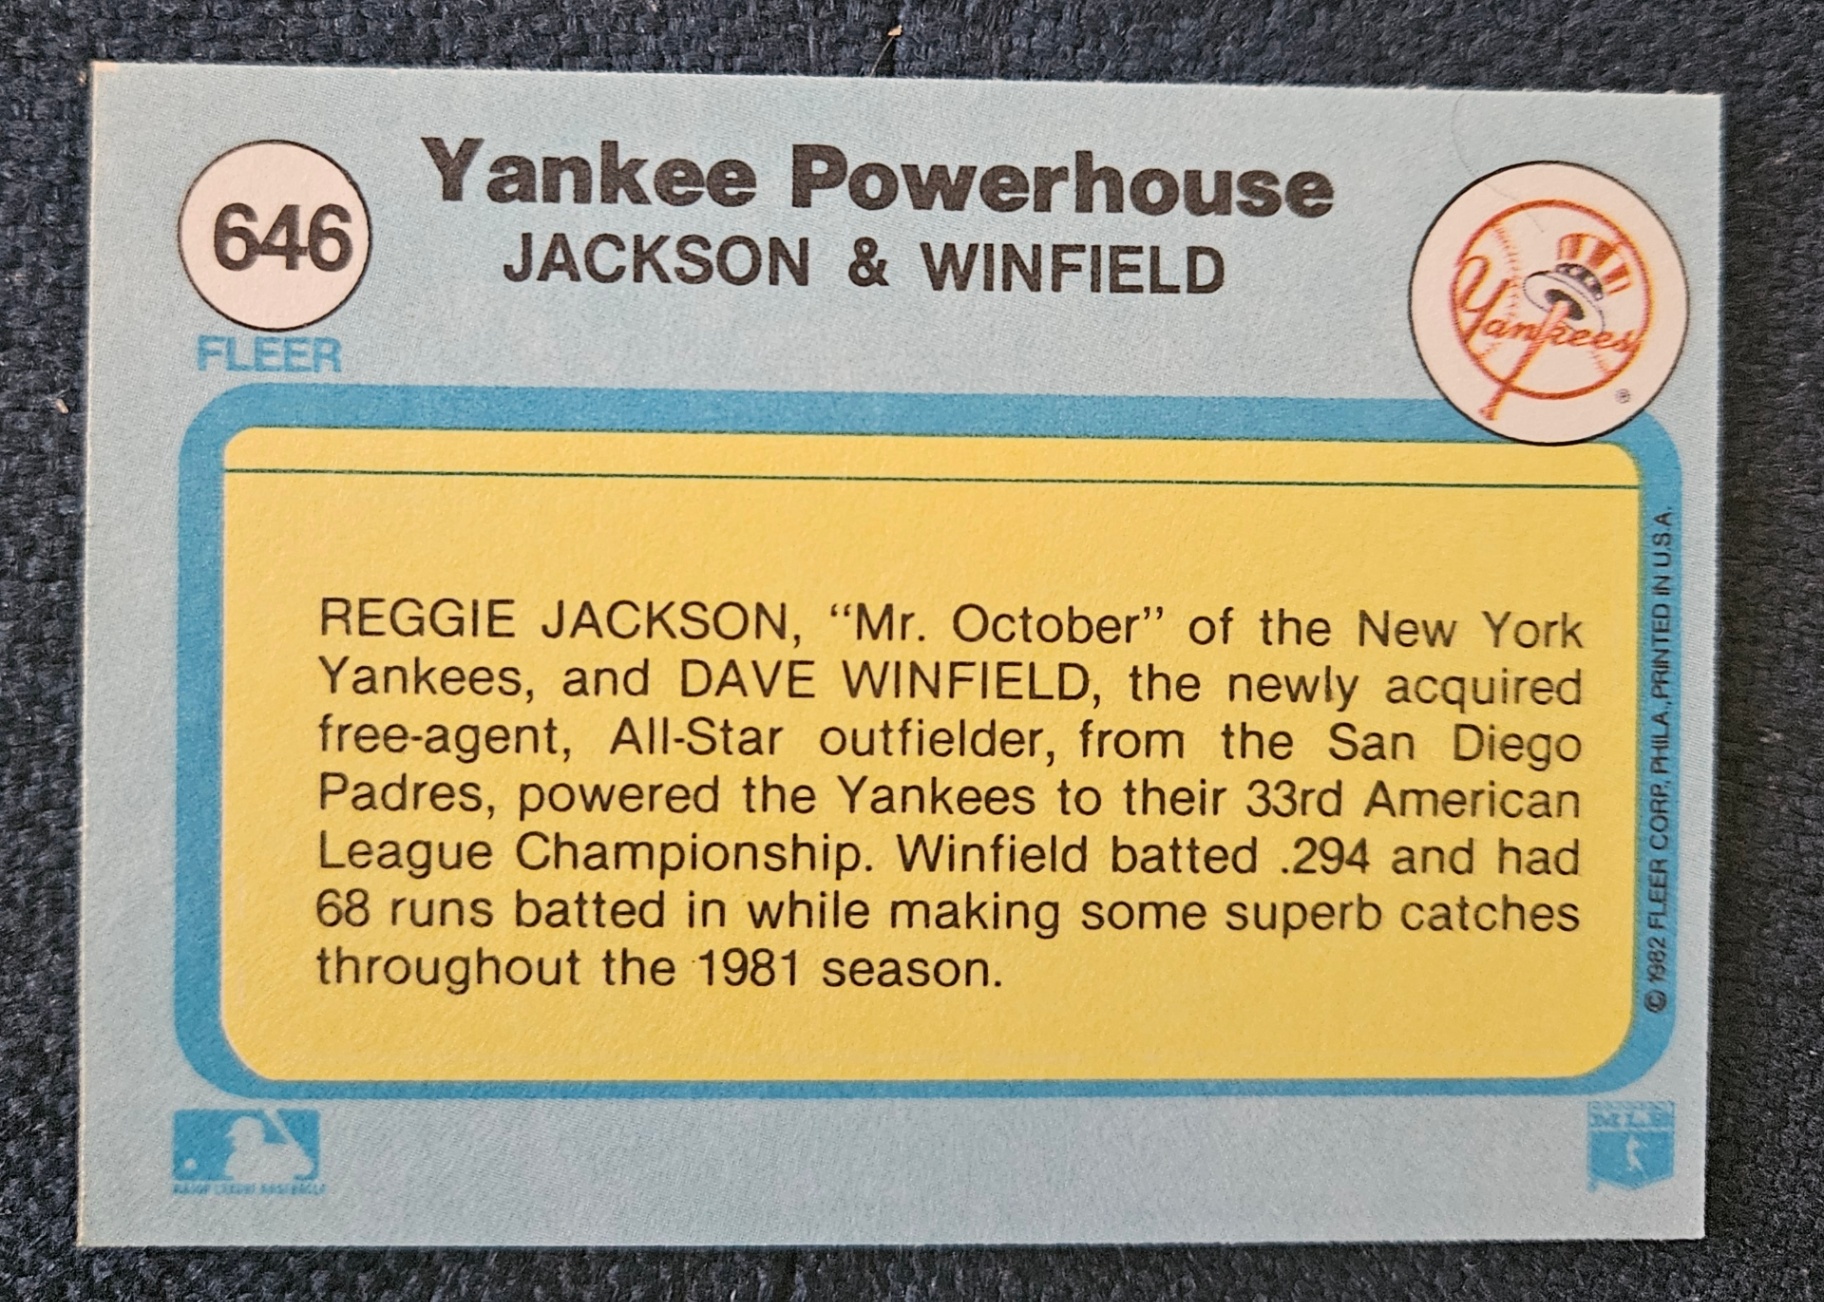 646
Yankee Powerhouse
JACKSON & WINFIELD
Yankees
®
FLEER
REGGIE JACKSON, “Mr. October” of the New York
Yankees, and DAVE WINFIELD, the newly acquired
free-agent, All-Star outfielder, from the San Diego
Padres, powered the Yankees to their 33rd American
League Championship. Winfield batted .294 and had
68 runs batted in while making some superb catches
throughout the 1981 season.
© 1982 FLEER CORP., PHILA., PRINTED IN U.S.A.
MAJOR LEAGUE BASEBALL